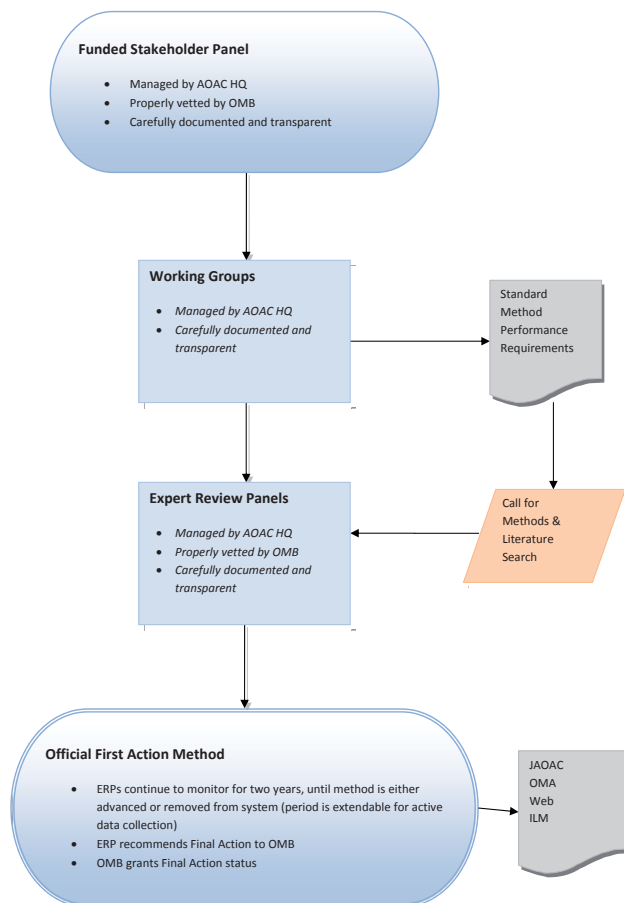 Funded Stakeholder Panel
• Managed by AOAC HQ
• Properly vetted by OMB
• Carefully documented and transparent
Working Groups
• Managed by AOAC HQ
• Carefully documented and
transparent
Standard
Method
Performance
Requirements
Expert Review Panels
• Managed by AOAC HQ
• Properly vetted by OMB
• Carefully documented and
transparent
Call for
Methods &
Literature
Search
Official First Action Method
• ERPs continue to monitor for two years, until method is either
advanced or removed from system (period is extendable for active
data collection)
• ERP recommends Final Action to OMB
• OMB grants Final Action status
JAOAC
OMA
Web
ILM